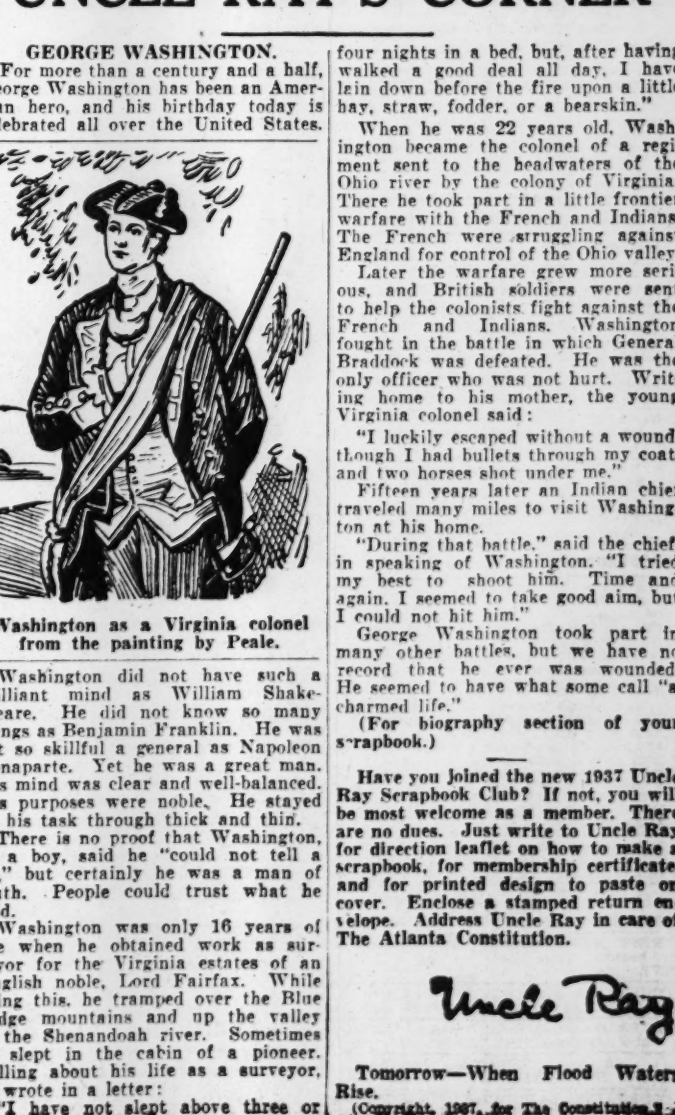 UNCLE RAY'S CORNER
GEORGE WASHINGTON.
For more than a century and a half,
eorge Washington has been an Amer-
an hero, and his birthday today is
lebrated all over the United States.
Washington as a Virginia colonel
from the painting by Peale.
Washington did not have such a
illiant mind as William Shake-
eare. He did not know so many
ngs as Benjamin Franklin. He was
t so skillful a general as Napoleon
naparte. Yet he was a great man.
s mind was clear and well-balanced.
s purposes were noble. He stayed
his task through thick and thin.
There is no proof that Washington,
a boy, said he "could not tell a
," but certainly he was a man of
uth. People could trust what he
d.
Washington was only 16 years of
e when he obtained work as sur-
yor for the Virginia estates of an
glish noble, Lord Fairfax. While
ing this, he tramped over the Blue
dge mountains and up the valley
the Shenandoah river. Sometimes
slept in the cabin of a pioneer.
lling about his life as a surveyor,
wrote in a letter:
"I have not slept above three or
four nights in a bed, but, after having
walked a good deal all day, I have
lain down before the fire upon a little
hay, straw, fodder, or a bearskin."
When he was 22 years old, Wash-
ington became the colonel of a regi-
ment sent to the headwaters of the
Ohio river by the colony of Virginia.
There he took part in a little frontier
warfare with the French and Indians.
The French were struggling against
England for control of the Ohio valley.
Later the warfare grew more seri-
ous, and British soldiers were sent
to help the colonists fight against the
French and Indians. Washington
fought in the battle in which General
Braddock was defeated. He was the
only officer who was not hurt. Writ-
ing home to his mother, the young
Virginia colonel said:
"I luckily escaped without a wound,
though I had bullets through my coat,
and two horses shot under me."
Fifteen years later an Indian chief
traveled many miles to visit Washing-
ton at his home.
"During that battle," said the chief,
in speaking of Washington, "I tried
my best to shoot him. Time and
again, I seemed to take good aim, but
I could not hit him."
George Washington took part in
many other battles, but we have no
record that he ever was wounded.
He seemed to have what some call "a
charmed life."
(For biography section of your
scrapbook.)
Have you joined the new 1937 Uncle
Ray Scrapbook Club? If not, you will
be most welcome as a member. There
are no dues. Just write to Uncle Ray
for direction leaflet on how to make a
scrapbook, for membership certificate,
and for printed design to paste on
cover. Enclose a stamped return en-
velope. Address Uncle Ray in care of
The Atlanta Constitution.
Uncle Ray
Tomorrow—When Flood Waters
Rise.
(Copyright, 1937, for The Constitution.)